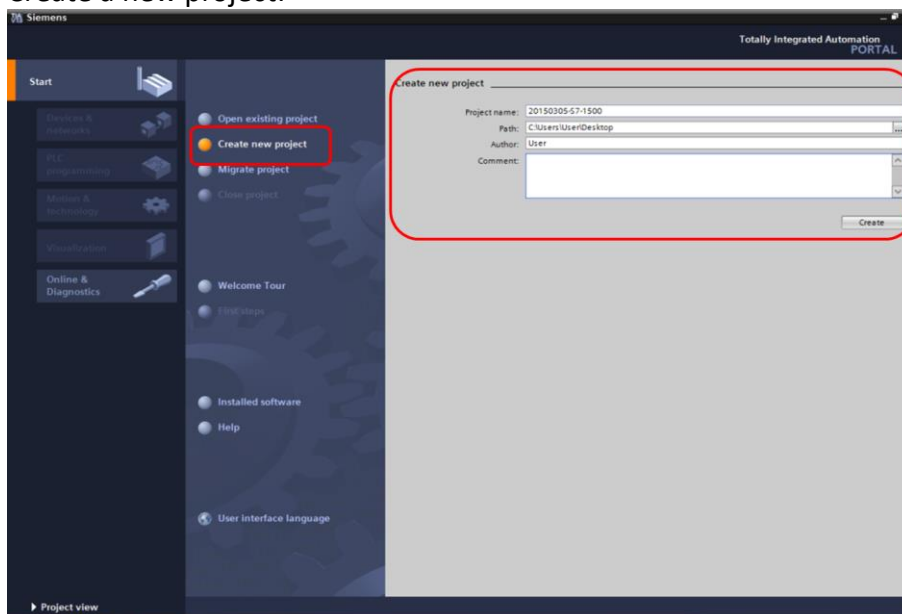 Create a new project.
Siemens
Totally Integrated Automation
PORTAL
Start
Devices &
networks
PLC
programming
Motion &
technology
Visualization
Online &
Diagnostics
Open existing project
Create new project
Migrate project
Close project
Welcome Tour
First steps
Installed software
Help
User interface language
Create new project
Project name: 20150305-S7-1500
Path: C:\Users\User\Desktop
...
Author: User
Comment:
Create
Project view